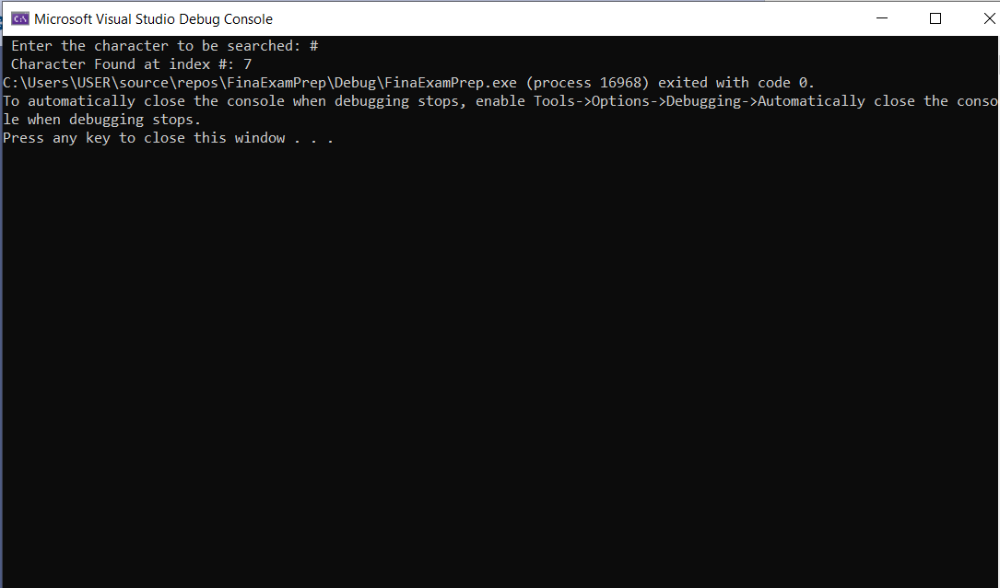 Microsoft Visual Studio Debug Console
Enter the character to be searched: #
Character Found at index #: 7
C:\Users\USER\source\repos\FinaExamPrep\Debug\FinaExamPrep.exe (process 16968) exited with code 0.
To automatically close the console when debugging stops, enable Tools->Options->Debugging->Automatically close the conso
le when debugging stops.
Press any key to close this window . . .